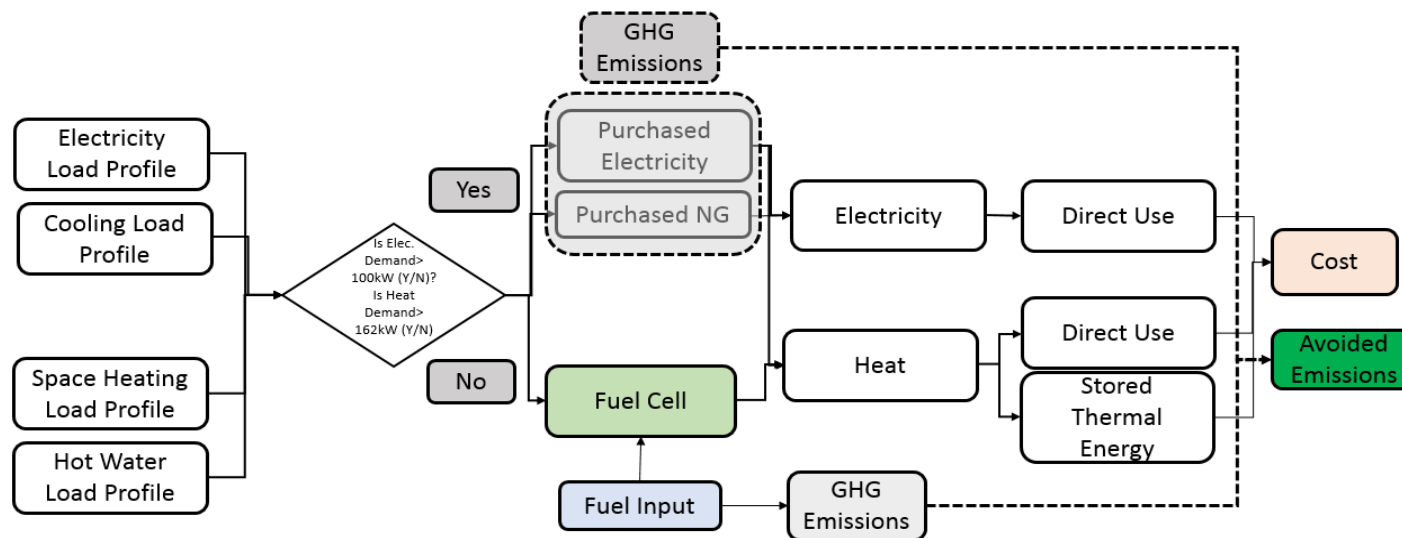 GHG
Emissions
Electricity
Load Profile
Cooling Load
Profile
Space Heating
Load Profile
Hot Water
Load Profile
Is Elec.
Demand>
100kW (Y/N)?
Is Heat
Demand>
162kW (Y/N)
Yes
No
Purchased
Electricity
Purchased NG
Fuel Cell
Fuel Input
Electricity
Heat
GHG
Emissions
Direct Use
Direct Use
Stored
Thermal
Energy
Cost
Avoided
Emissions